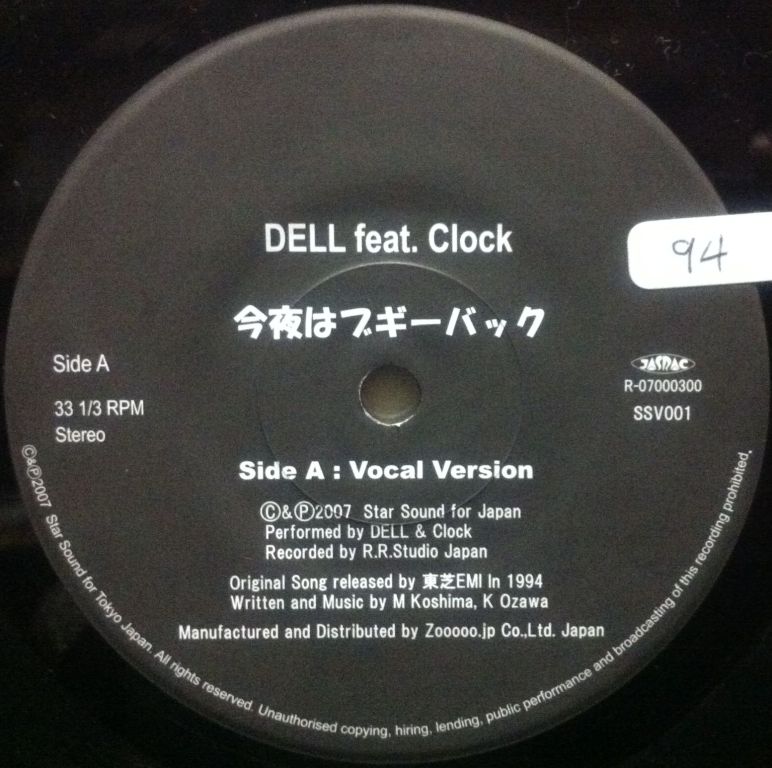 DELL feat. Clock
94
今夜はブギーバック
Side A
33 1/3 RPM
Stereo
JASRAC
R-07000300
SSV001
Side A : Vocal Version
Ⓒ&Ⓟ2007 Star Sound for Japan
Performed by DELL & Clock
Recorded by R.R.Studio Japan
Original Song released by 東芝EMI In 1994
Written and Music by M Koshima, K Ozawa
Manufactured and Distributed by Zooooo.jp Co.,Ltd. Japan
Ⓒ&Ⓟ2007 Star Sound for Tokyo Japan. All rights reserved. Unauthorised copying, hiring, lending, public performance and broadcasting of this recording prohibited.